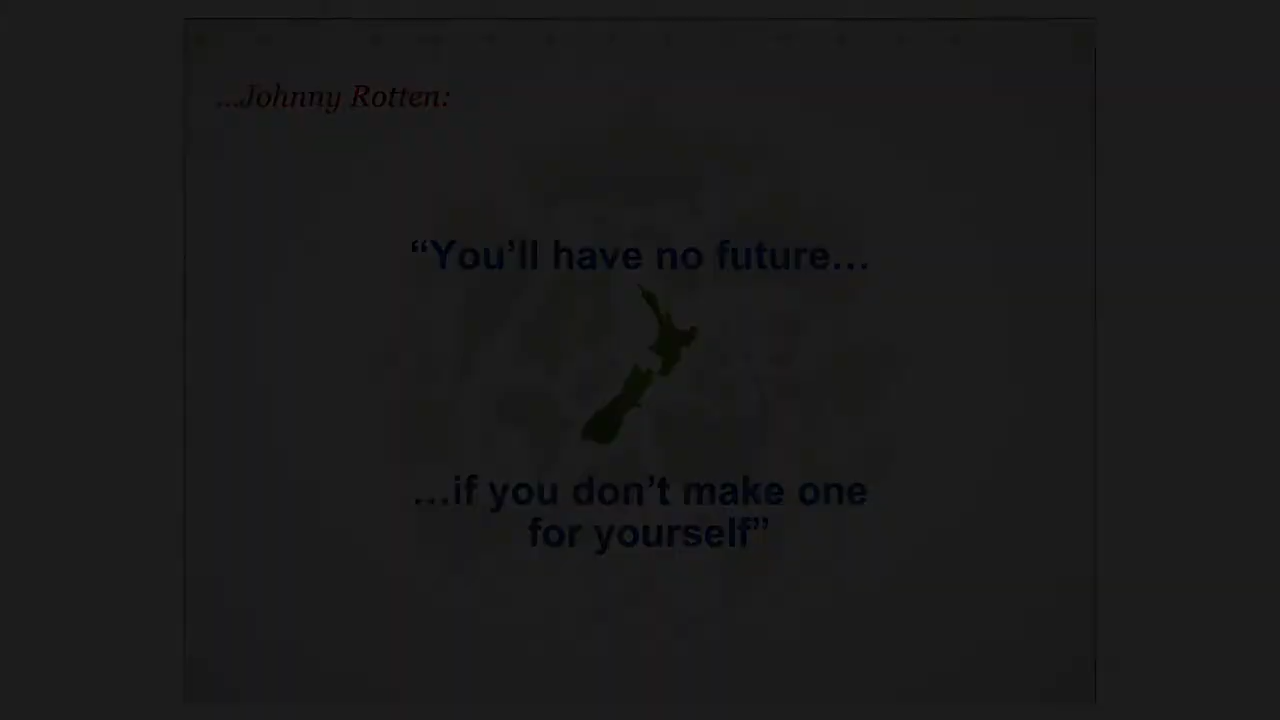 ...Johnny Rotten:
“You’ll have no future…
…if you don’t make one
for yourself”